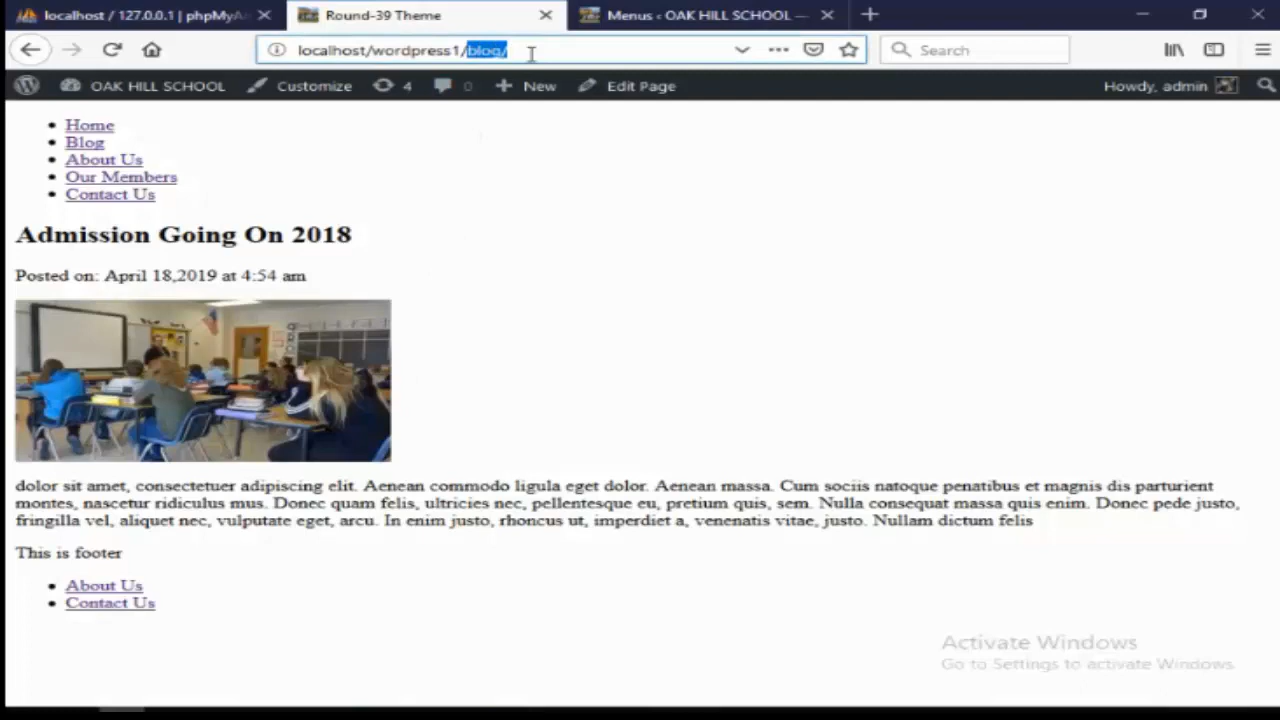 localhost / 127.0.0.1 | phpMyA
Round-39 Theme
Menus ‹ OAK HILL SCHOOL —
localhost/wordpress1/blog/
Search
OAK HILL SCHOOL
Customize
4
0
New
Edit Page
Howdy, admin
Home
Blog
About Us
Our Members
Contact Us
Admission Going On 2018
Posted on: April 18,2019 at 4:54 am
dolor sit amet, consectetuer adipiscing elit. Aenean commodo ligula eget dolor. Aenean massa. Cum sociis natoque penatibus et magnis dis parturient
montes, nascetur ridiculus mus. Donec quam felis, ultricies nec, pellentesque eu, pretium quis, sem. Nulla consequat massa quis enim. Donec pede justo,
fringilla vel, aliquet nec, vulputate eget, arcu. In enim justo, rhoncus ut, imperdiet a, venenatis vitae, justo. Nullam dictum felis
This is footer
About Us
Contact Us
Activate Windows
Go to Settings to activate Windows.